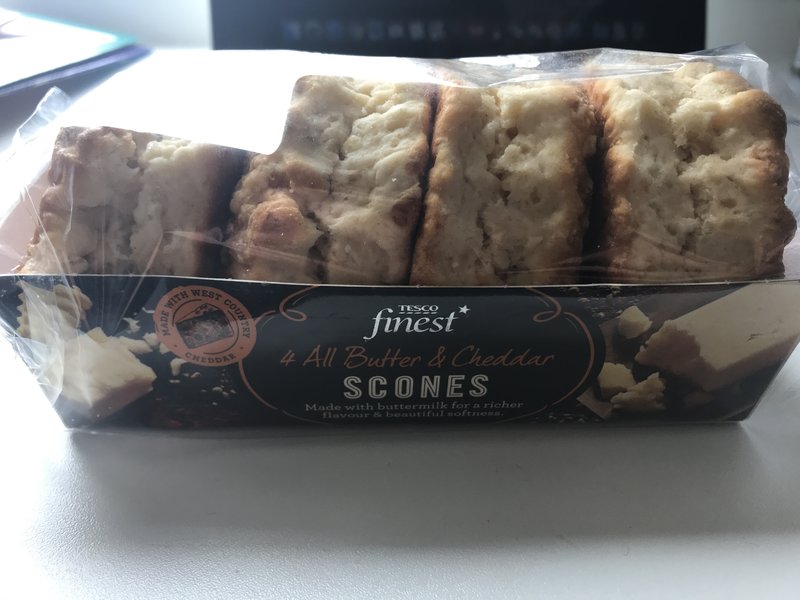 MADE WITH WEST COUNTRY
CHEDDAR
TESCO
finest
4 All Butter & Cheddar
SCONES
Made with buttermilk for a richer
flavour & beautiful softness.